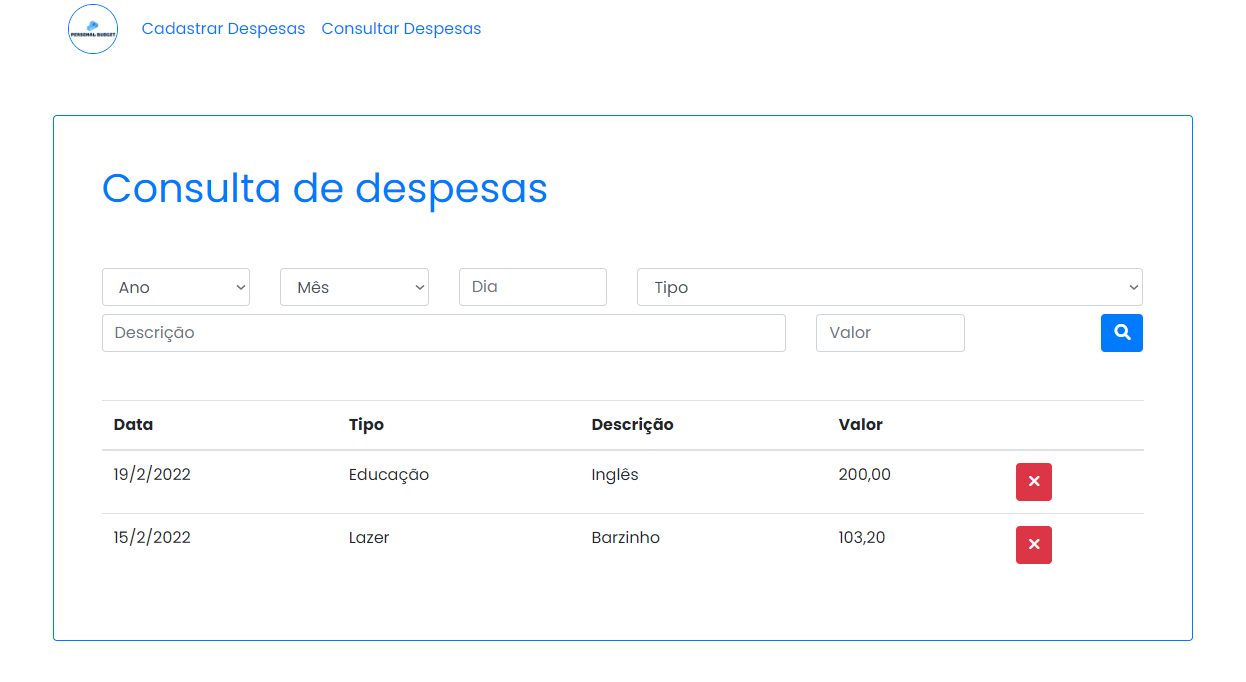 PERSONAL BUDGET
Cadastrar Despesas Consultar Despesas
Consulta de despesas
Ano Mês Dia Tipo
Descrição Valor
Data Tipo Descrição Valor
19/2/2022 Educação Inglês 200,00
15/2/2022 Lazer Barzinho 103,20